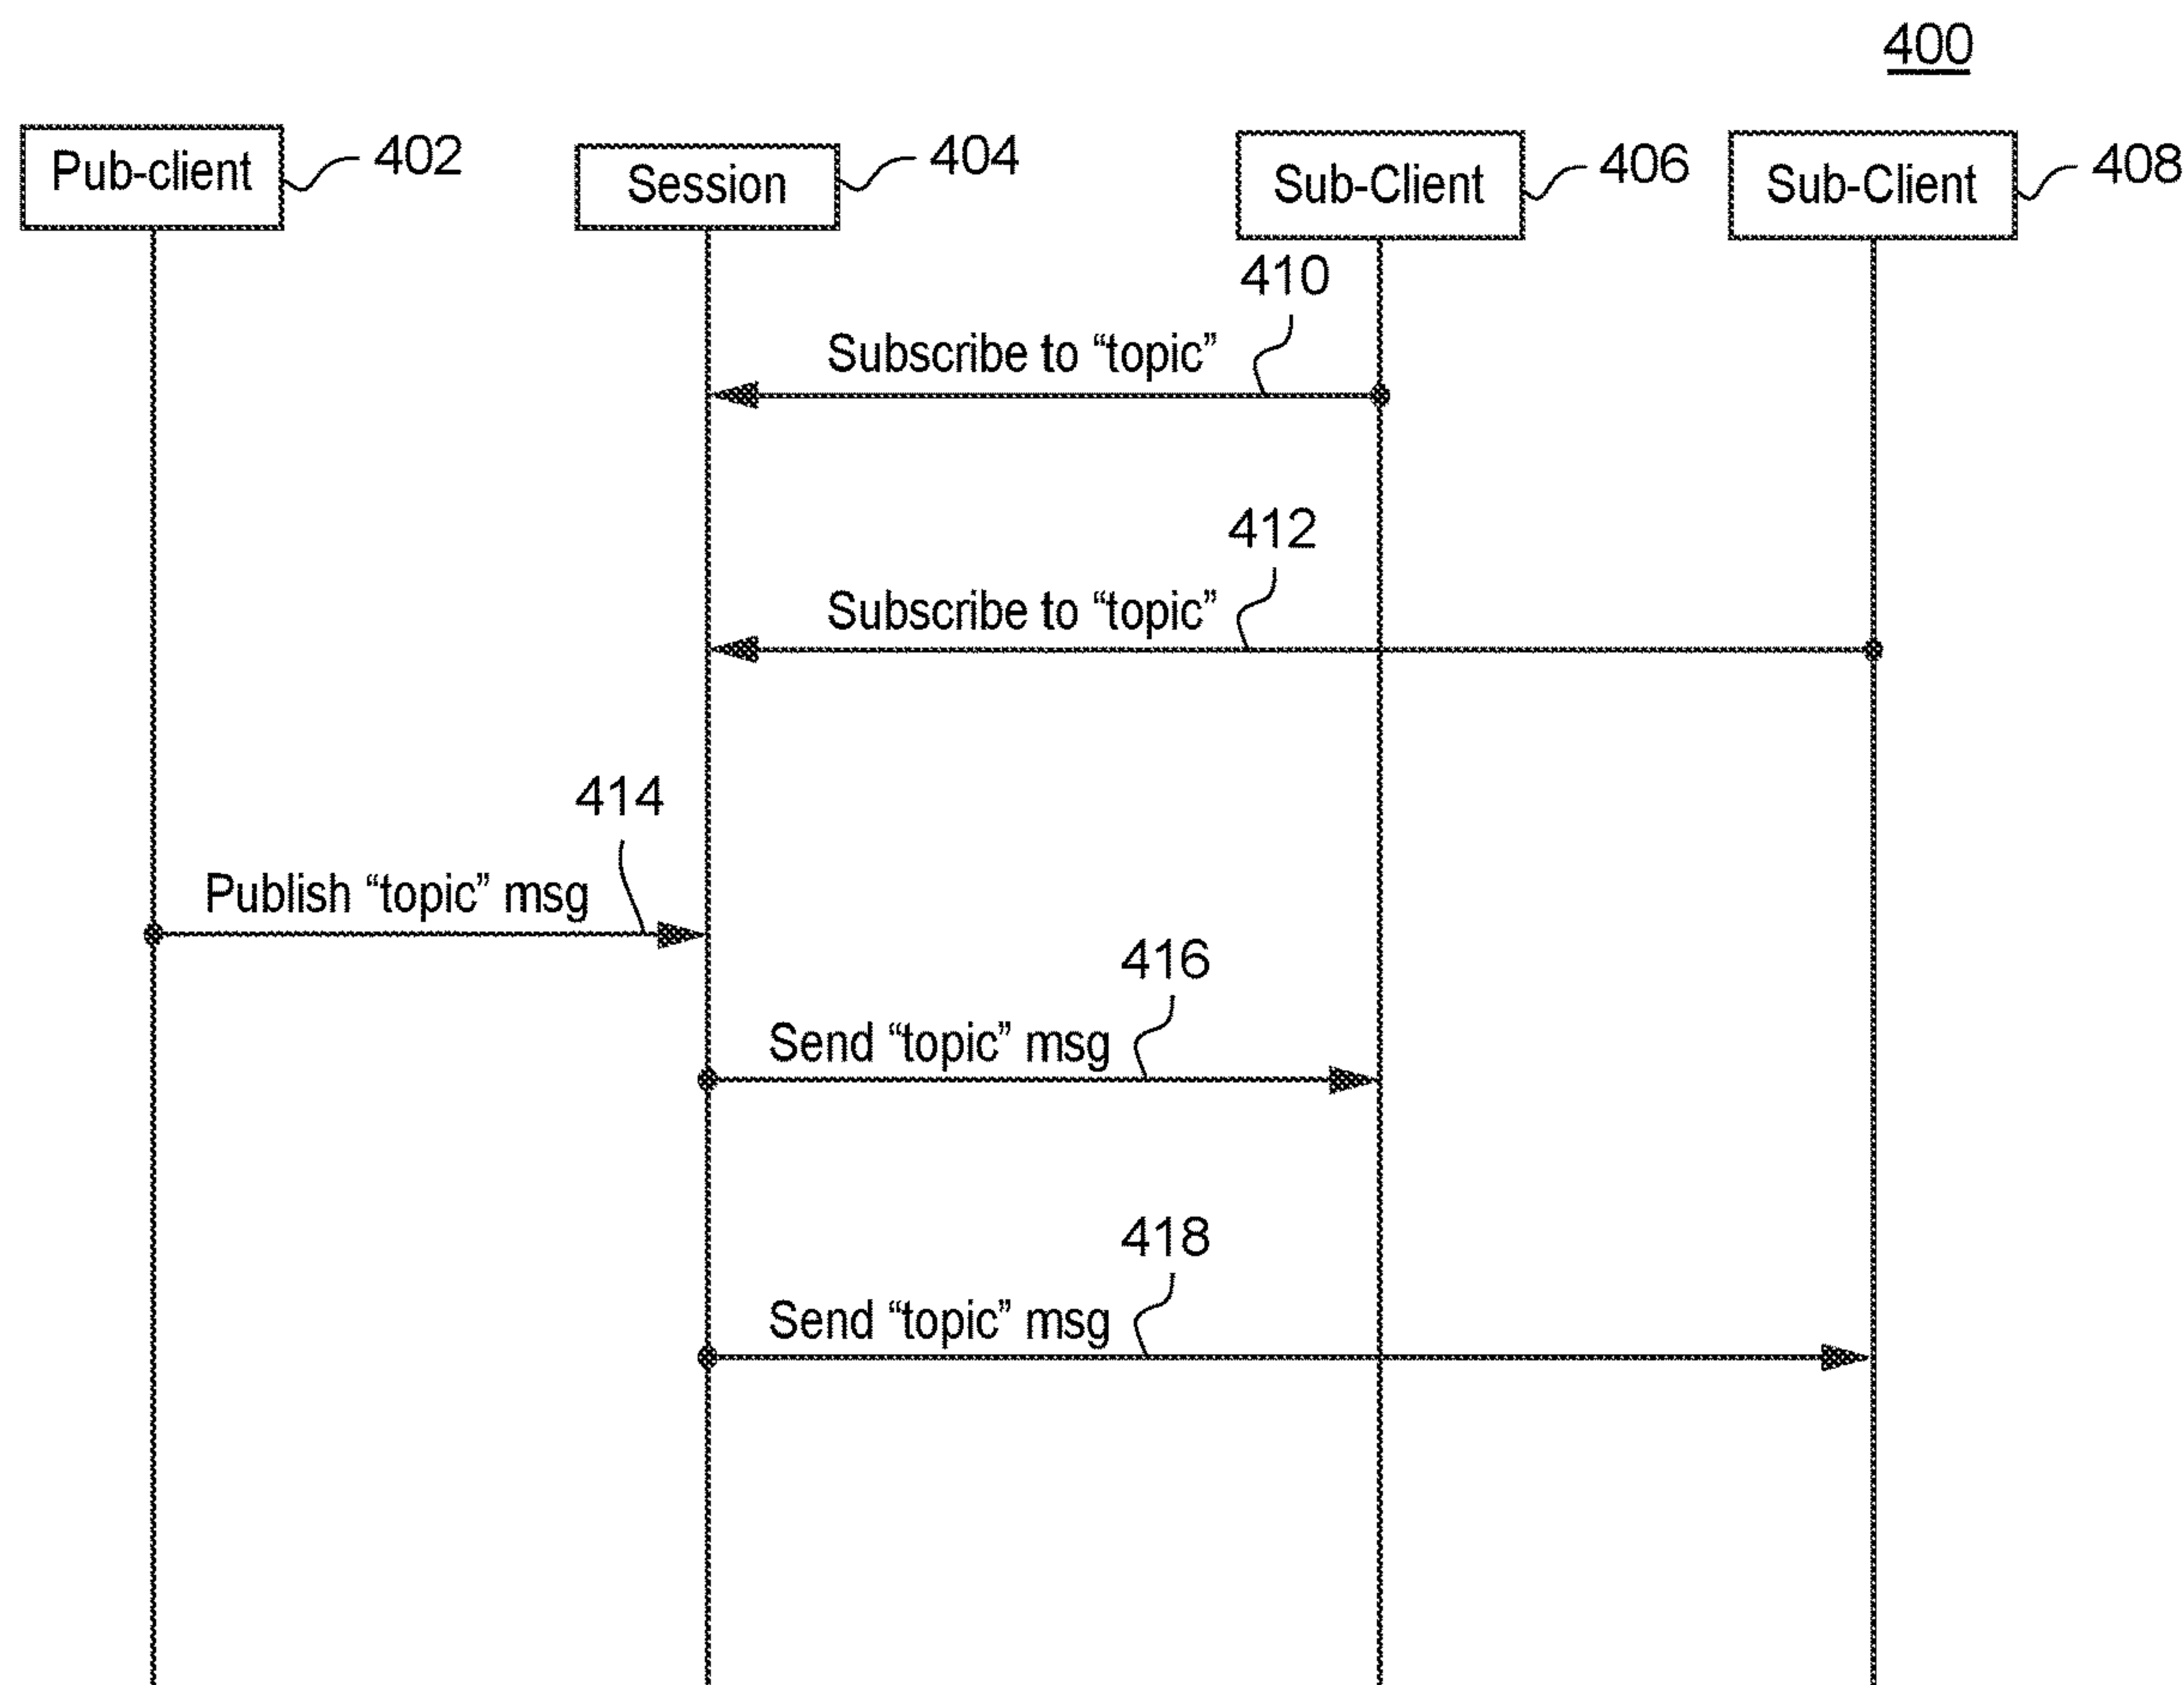 400
Pub-client
402
Session
404
Sub-Client
406
Sub-Client
408
410
Subscribe to “topic”
412
Subscribe to “topic”
414
Publish “topic” msg
416
Send “topic” msg
418
Send “topic” msg